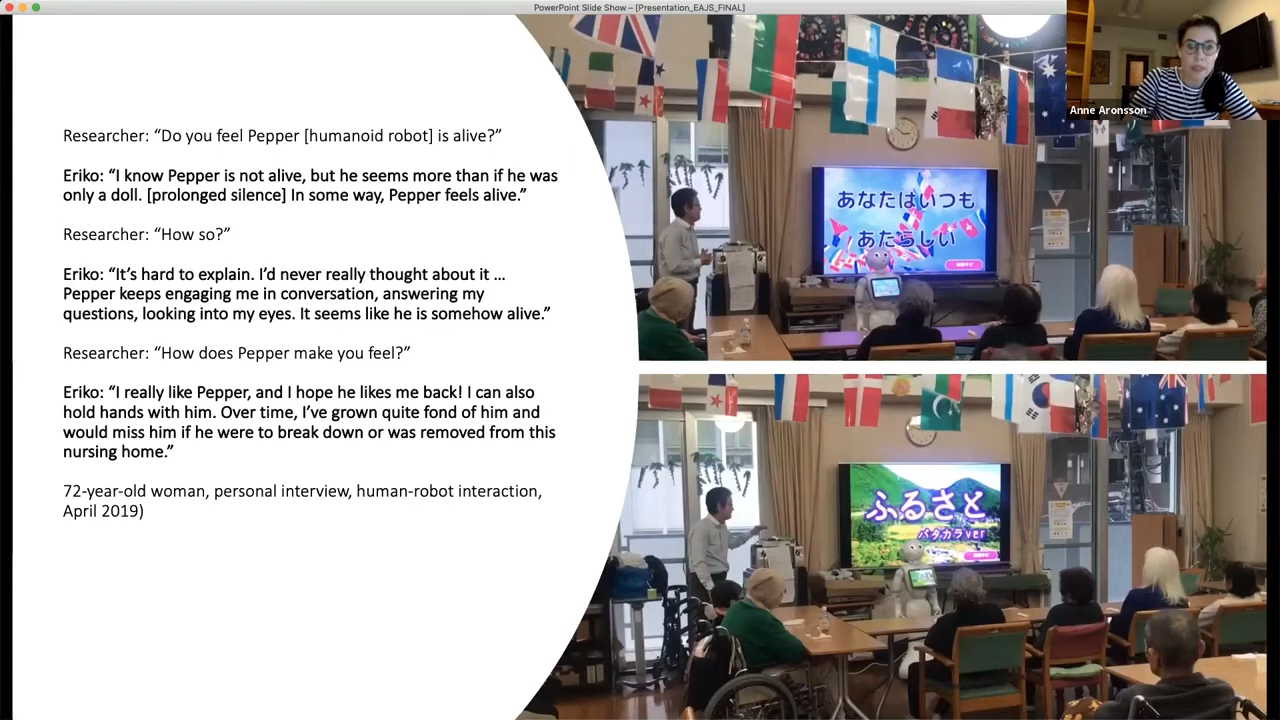 PowerPoint Slide Show – [Presentation_EAJS_FINAL]
Anne Aronsson
Researcher: “Do you feel Pepper [humanoid robot] is alive?”
Eriko: “I know Pepper is not alive, but he seems more than if he was
only a doll. [prolonged silence] In some way, Pepper feels alive.”
Researcher: “How so?”
Eriko: “It’s hard to explain. I’d never really thought about it ...
Pepper keeps engaging me in conversation, answering my
questions, looking into my eyes. It seems like he is somehow alive.”
Researcher: “How does Pepper make you feel?”
Eriko: “I really like Pepper, and I hope he likes me back! I can also
hold hands with him. Over time, I’ve grown quite fond of him and
would miss him if he were to break down or was removed from this
nursing home.”
72-year-old woman, personal interview, human-robot interaction,
April 2019)
あなたはいつも
あたらしい
ふるさと
パタカラver